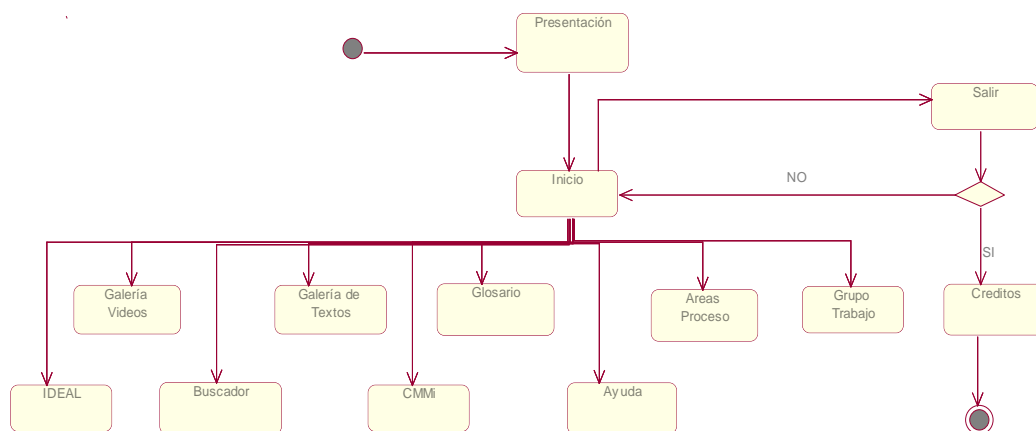 Presentación
Salir
Inicio
NO
SI
Galería
Videos
Galería de
Textos
Glosario
Areas
Proceso
Grupo
Trabajo
Creditos
IDEAL
Buscador
CMMi
Ayuda